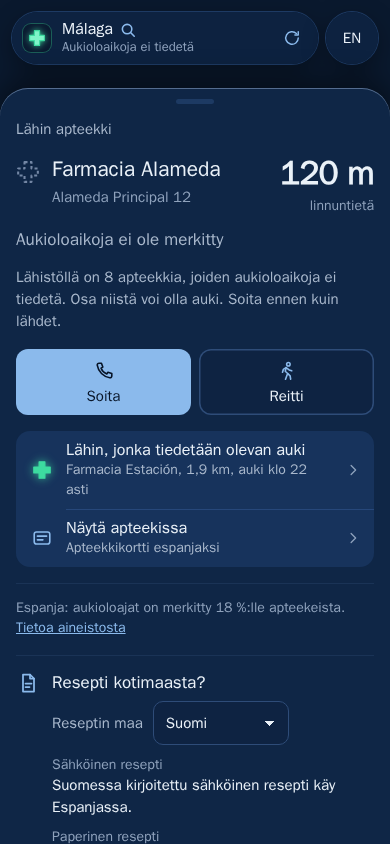 Málaga
Aukioloaikoja ei tiedetä
EN
Lähin apteekki
Farmacia Alameda
120 m
Alameda Principal 12
linnuntietä
Aukioloaikoja ei ole merkitty
Lähistöllä on 8 apteekkia, joiden aukioloaikoja ei
tiedetä. Osa niistä voi olla auki. Soita ennen kuin
lähdet.
Soita
Reitti
Lähin, jonka tiedetään olevan auki
Farmacia Estación, 1,9 km, auki klo 22
asti
Näytä apteekissa
Apteekkikortti espanjaksi
Espanja: aukioloajat on merkitty 18 %:lle apteekeista.
Tietoa aineistosta
Resepti kotimaasta?
Reseptin maa
Suomi
Sähköinen resepti
Suomessa kirjoitettu sähköinen resepti käy
Espanjassa.
Paperinen resepti